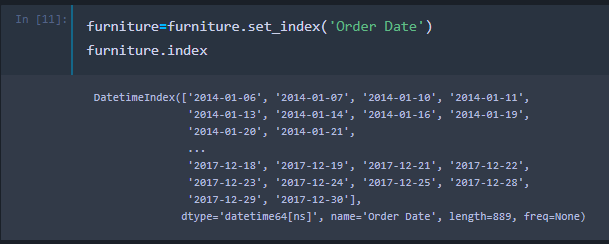 In [11]:
furniture=furniture.set_index('Order Date')
furniture.index
DatetimeIndex(['2014-01-06', '2014-01-07', '2014-01-10', '2014-01-11',
'2014-01-13', '2014-01-14', '2014-01-16', '2014-01-19',
'2014-01-20', '2014-01-21',
...
'2017-12-18', '2017-12-19', '2017-12-21', '2017-12-22',
'2017-12-23', '2017-12-24', '2017-12-25', '2017-12-28',
'2017-12-29', '2017-12-30'],
dtype='datetime64[ns]', name='Order Date', length=889, freq=None)